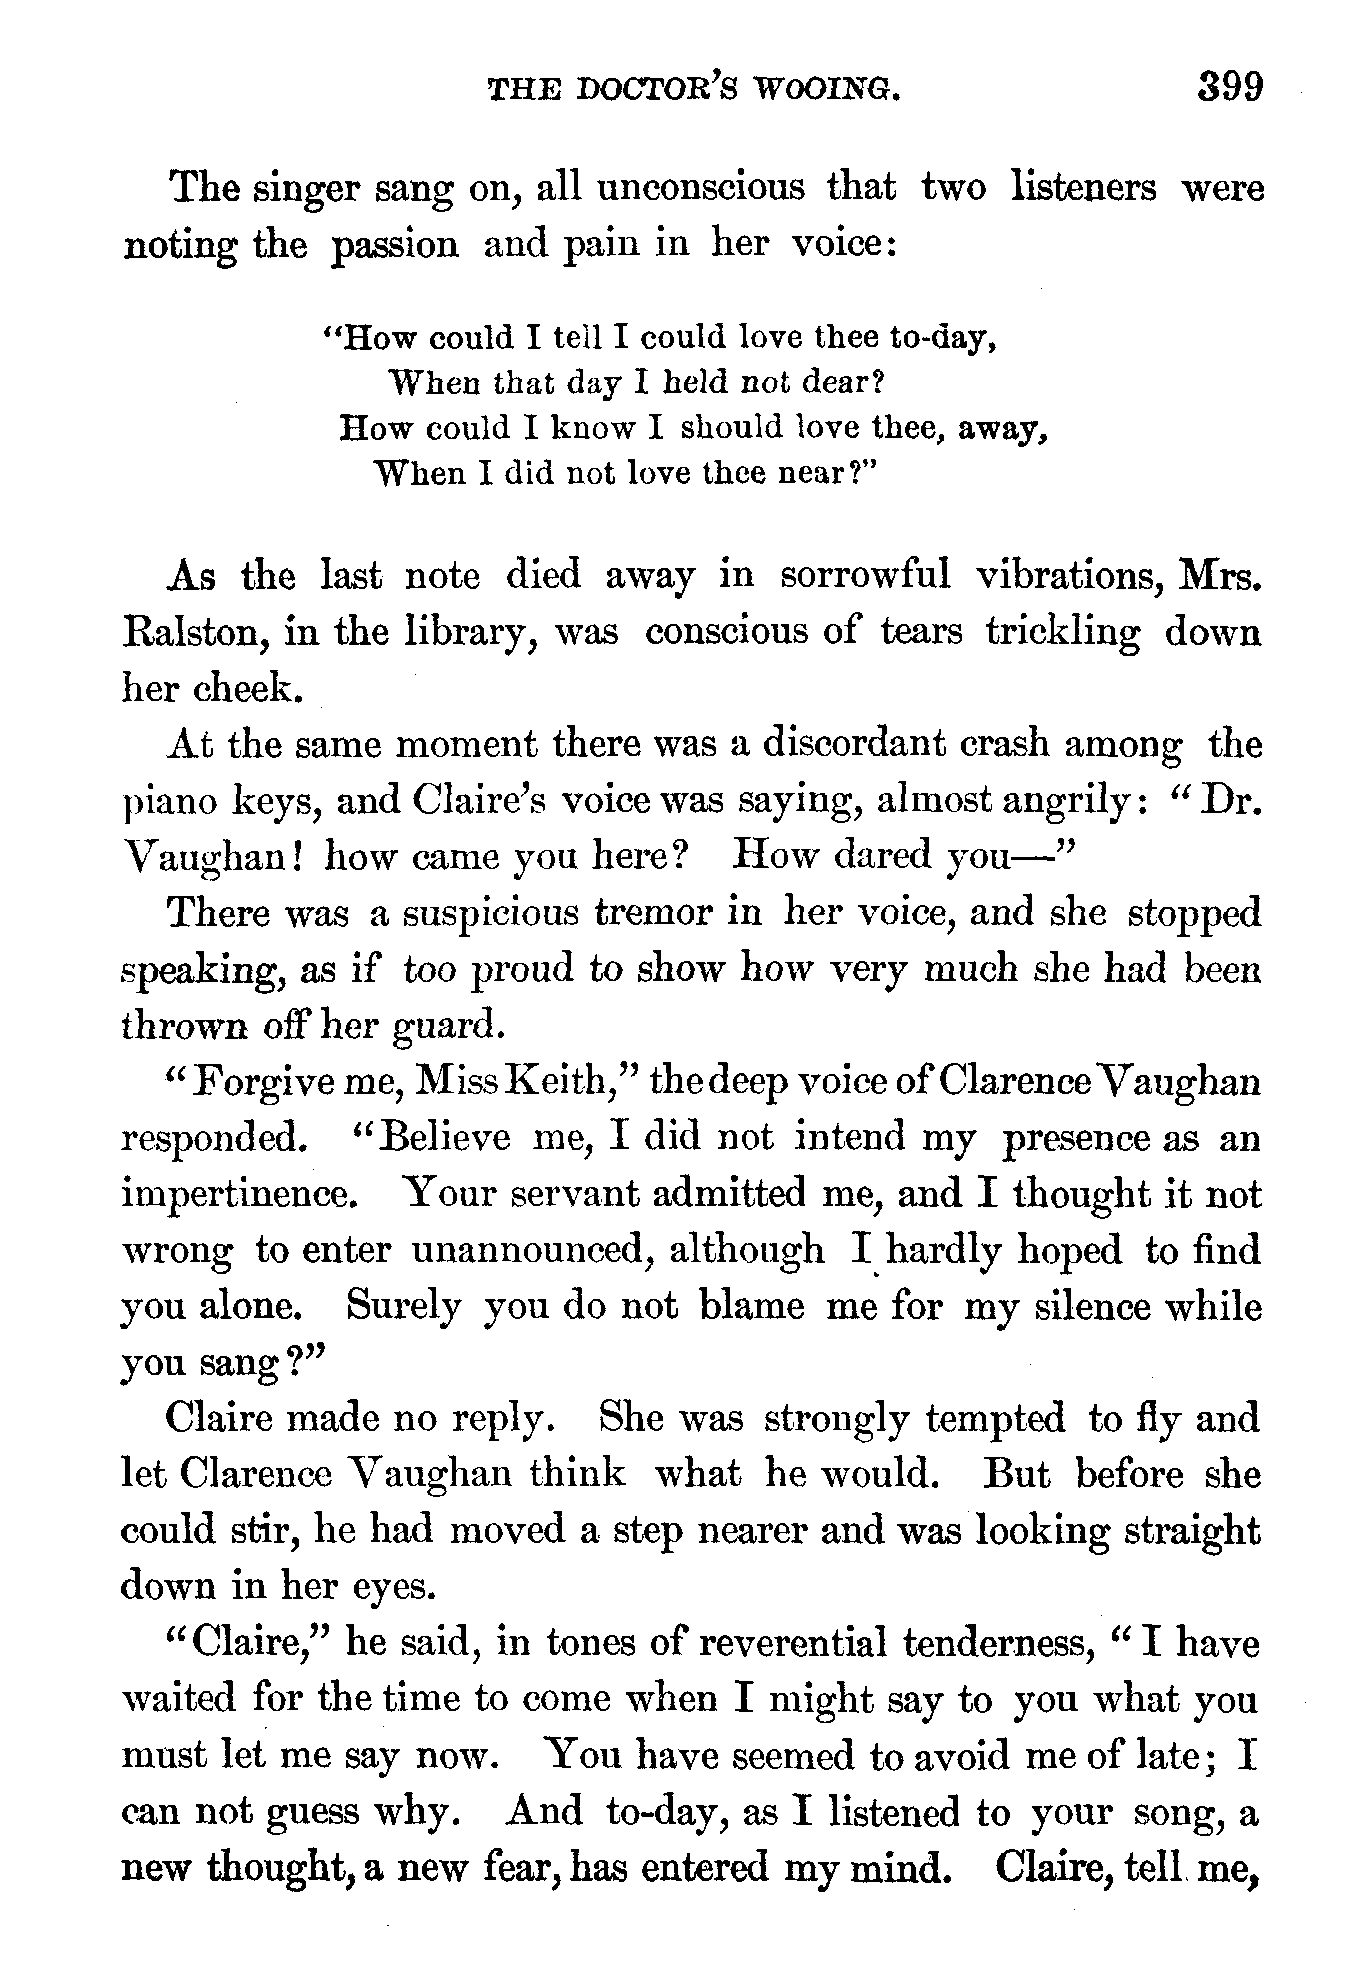 THE DOCTOR'S WOOING. 399
The singer sang on, all unconscious that two listeners were
noting the passion and pain in her voice:
"How could I tell I could love thee to-day,
When that day I held not dear?
How could I know I should love thee, away,
When I did not love thee near?"
As the last note died away in sorrowful vibrations, Mrs.
Ralston, in the library, was conscious of tears trickling down
her cheek.
At the same moment there was a discordant crash among the
piano keys, and Claire's voice was saying, almost angrily: "Dr.
Vaughan! how came you here? How dared you—"
There was a suspicious tremor in her voice, and she stopped
speaking, as if too proud to show how very much she had been
thrown off her guard.
"Forgive me, Miss Keith," the deep voice of Clarence Vaughan
responded. "Believe me, I did not intend my presence as an
impertinence. Your servant admitted me, and I thought it not
wrong to enter unannounced, although I hardly hoped to find
you alone. Surely you do not blame me for my silence while
you sang?"
Claire made no reply. She was strongly tempted to fly and
let Clarence Vaughan think what he would. But before she
could stir, he had moved a step nearer and was looking straight
down in her eyes.
"Claire," he said, in tones of reverential tenderness, "I have
waited for the time to come when I might say to you what you
must let me say now. You have seemed to avoid me of late; I
can not guess why. And to-day, as I listened to your song, a
new thought, a new fear, has entered my mind. Claire, tell me,